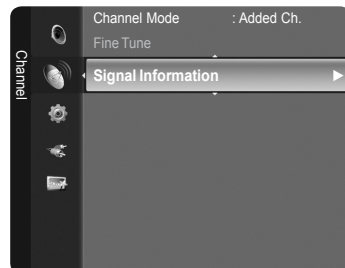 Channel
Channel Mode : Added Ch.
Fine Tune
Signal Information